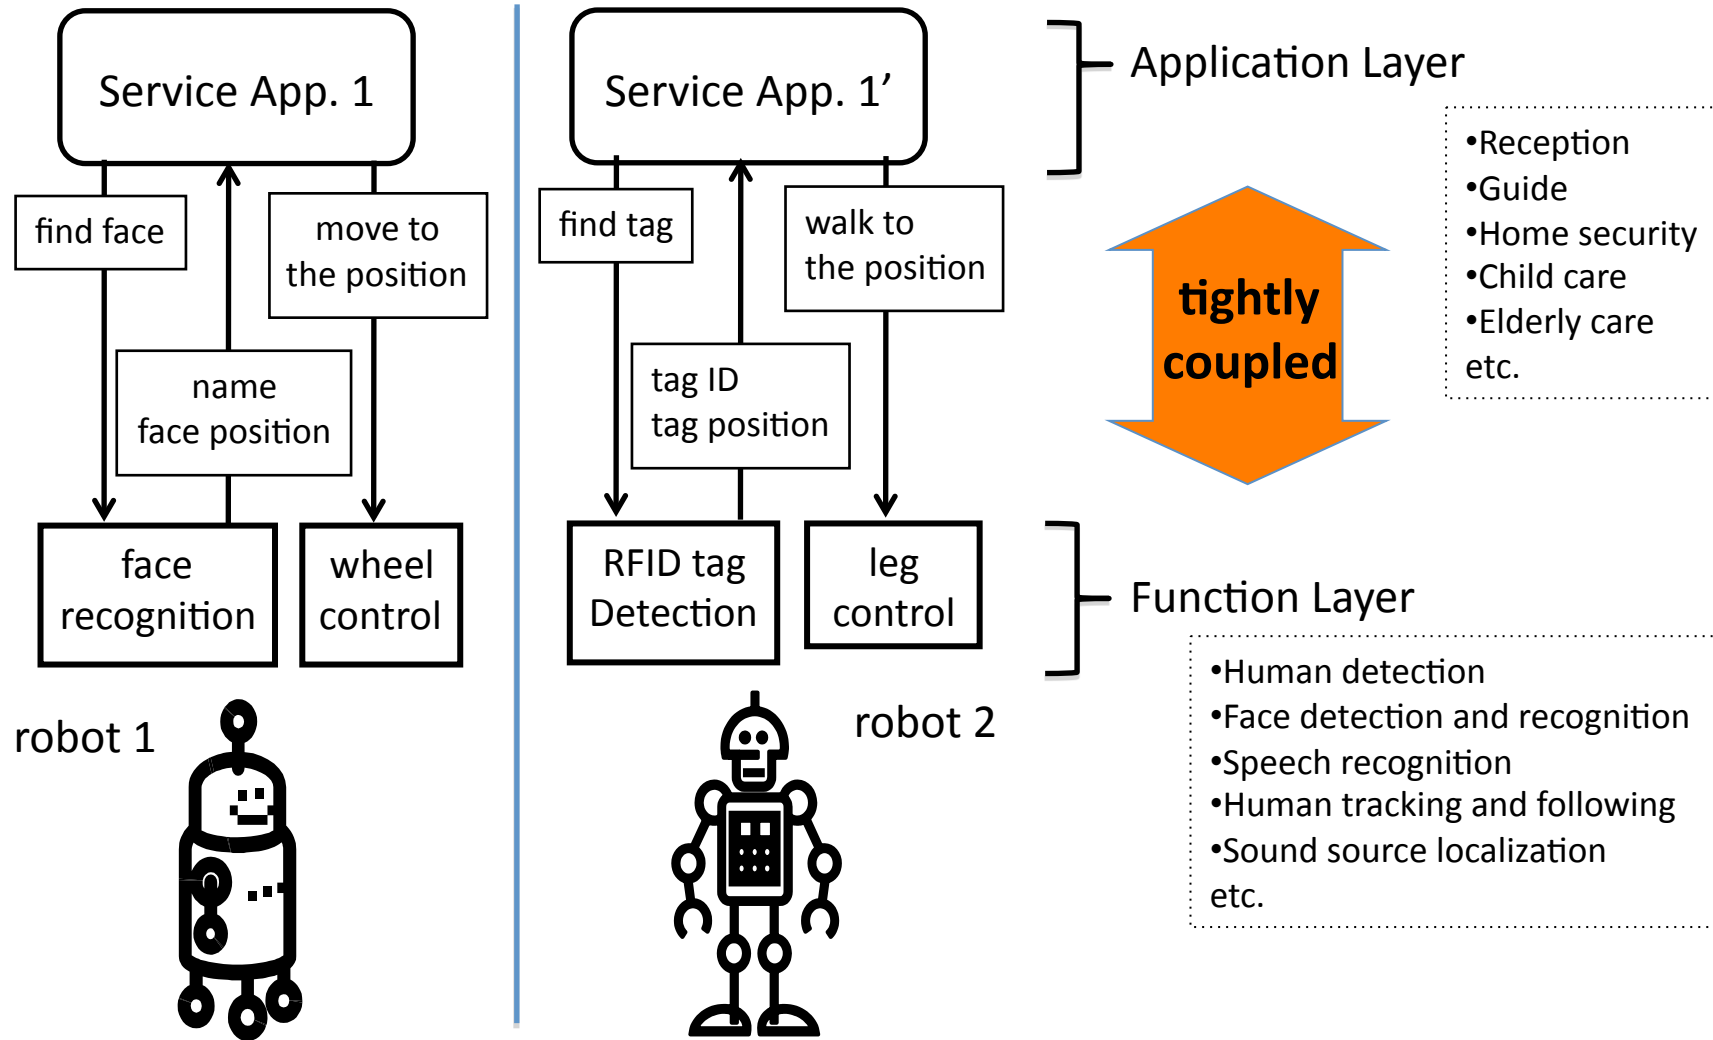 Service App. 1
find face
move to
the position
name
face position
face
recognition
wheel
control
robot 1
Service App. 1’
find tag
walk to
the position
tag ID
tag position
RFID tag
Detection
leg
control
robot 2
Application Layer
•Reception
•Guide
•Home security
•Child care
•Elderly care
etc.
tightly
coupled
Function Layer
•Human detection
•Face detection and recognition
•Speech recognition
•Human tracking and following
•Sound source localization
etc.